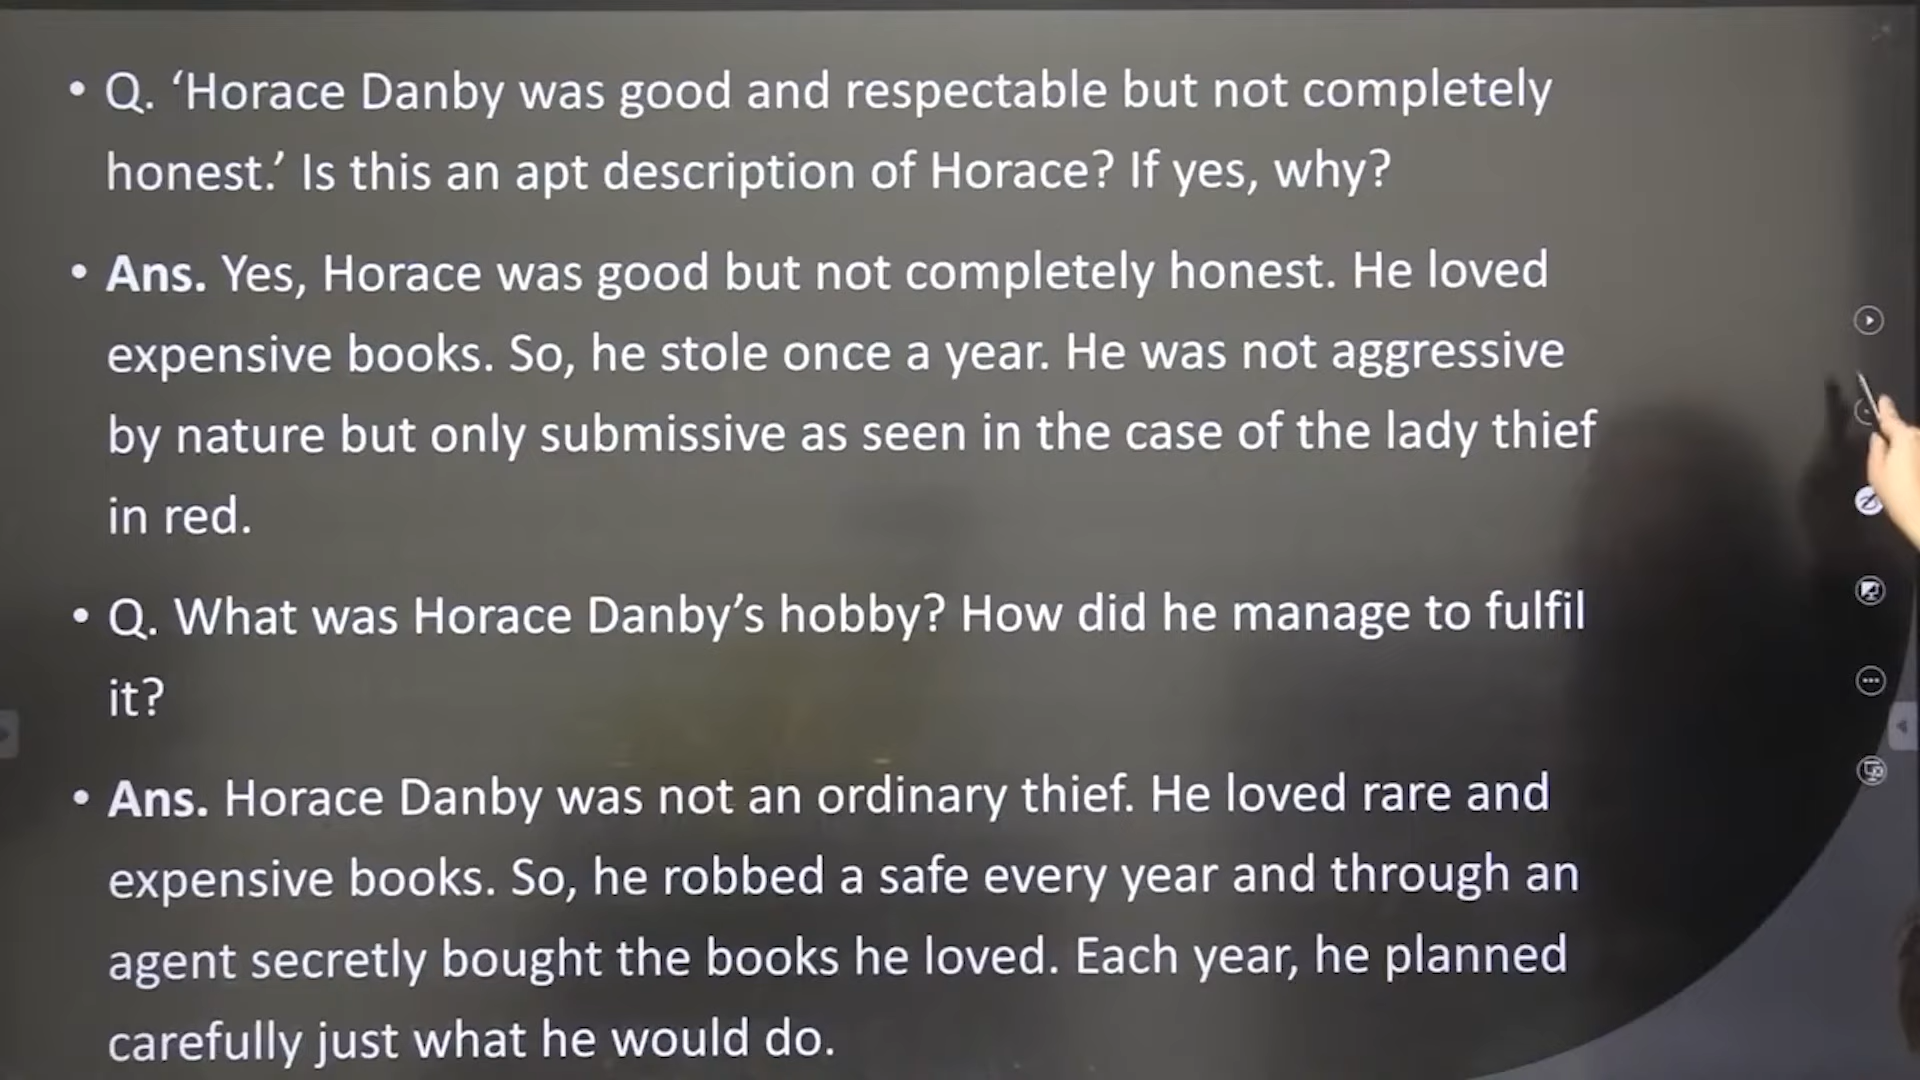 • Q. ‘Horace Danby was good and respectable but not completely
honest.’ Is this an apt description of Horace? If yes, why?
• Ans. Yes, Horace was good but not completely honest. He loved
expensive books. So, he stole once a year. He was not aggressive
by nature but only submissive as seen in the case of the lady thief
in red.
• Q. What was Horace Danby’s hobby? How did he manage to fulfil
it?
• Ans. Horace Danby was not an ordinary thief. He loved rare and
expensive books. So, he robbed a safe every year and through an
agent secretly bought the books he loved. Each year, he planned
carefully just what he would do.